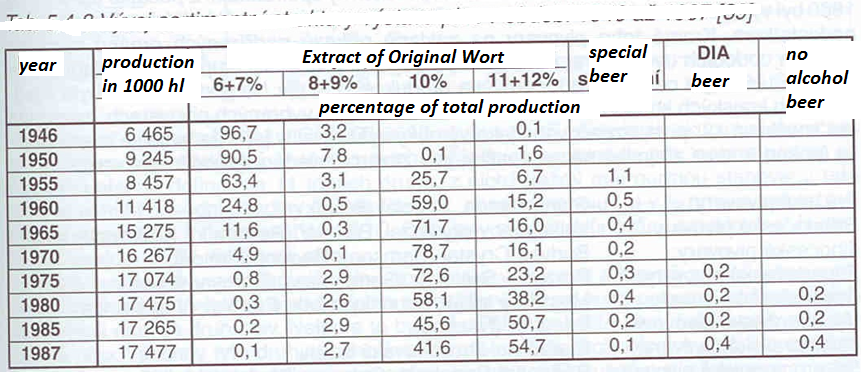 year production in 1000 hl Extract of Original Wort special beer DIA beer no alcohol beer
6+7% 8+9% 10% 11+12%
percentage of total production
1946 6 465 96,7 3,2 0,1
1950 9 245 90,5 7,8 0,1 1,6
1955 8 457 63,4 3,1 25,7 6,7 1,1
1960 11 418 24,8 0,5 59,0 15,2 0,5
1965 15 275 11,6 0,3 71,7 16,0 0,4
1970 16 267 4,9 0,1 78,7 16,1 0,2
1975 17 074 0,8 2,9 72,6 23,2 0,3 0,2
1980 17 475 0,3 2,6 58,1 38,2 0,4 0,2 0,2
1985 17 265 0,2 2,9 45,6 50,7 0,2 0,2 0,2
1987 17 477 0,1 2,7 41,6 54,7 0,1 0,4 0,4